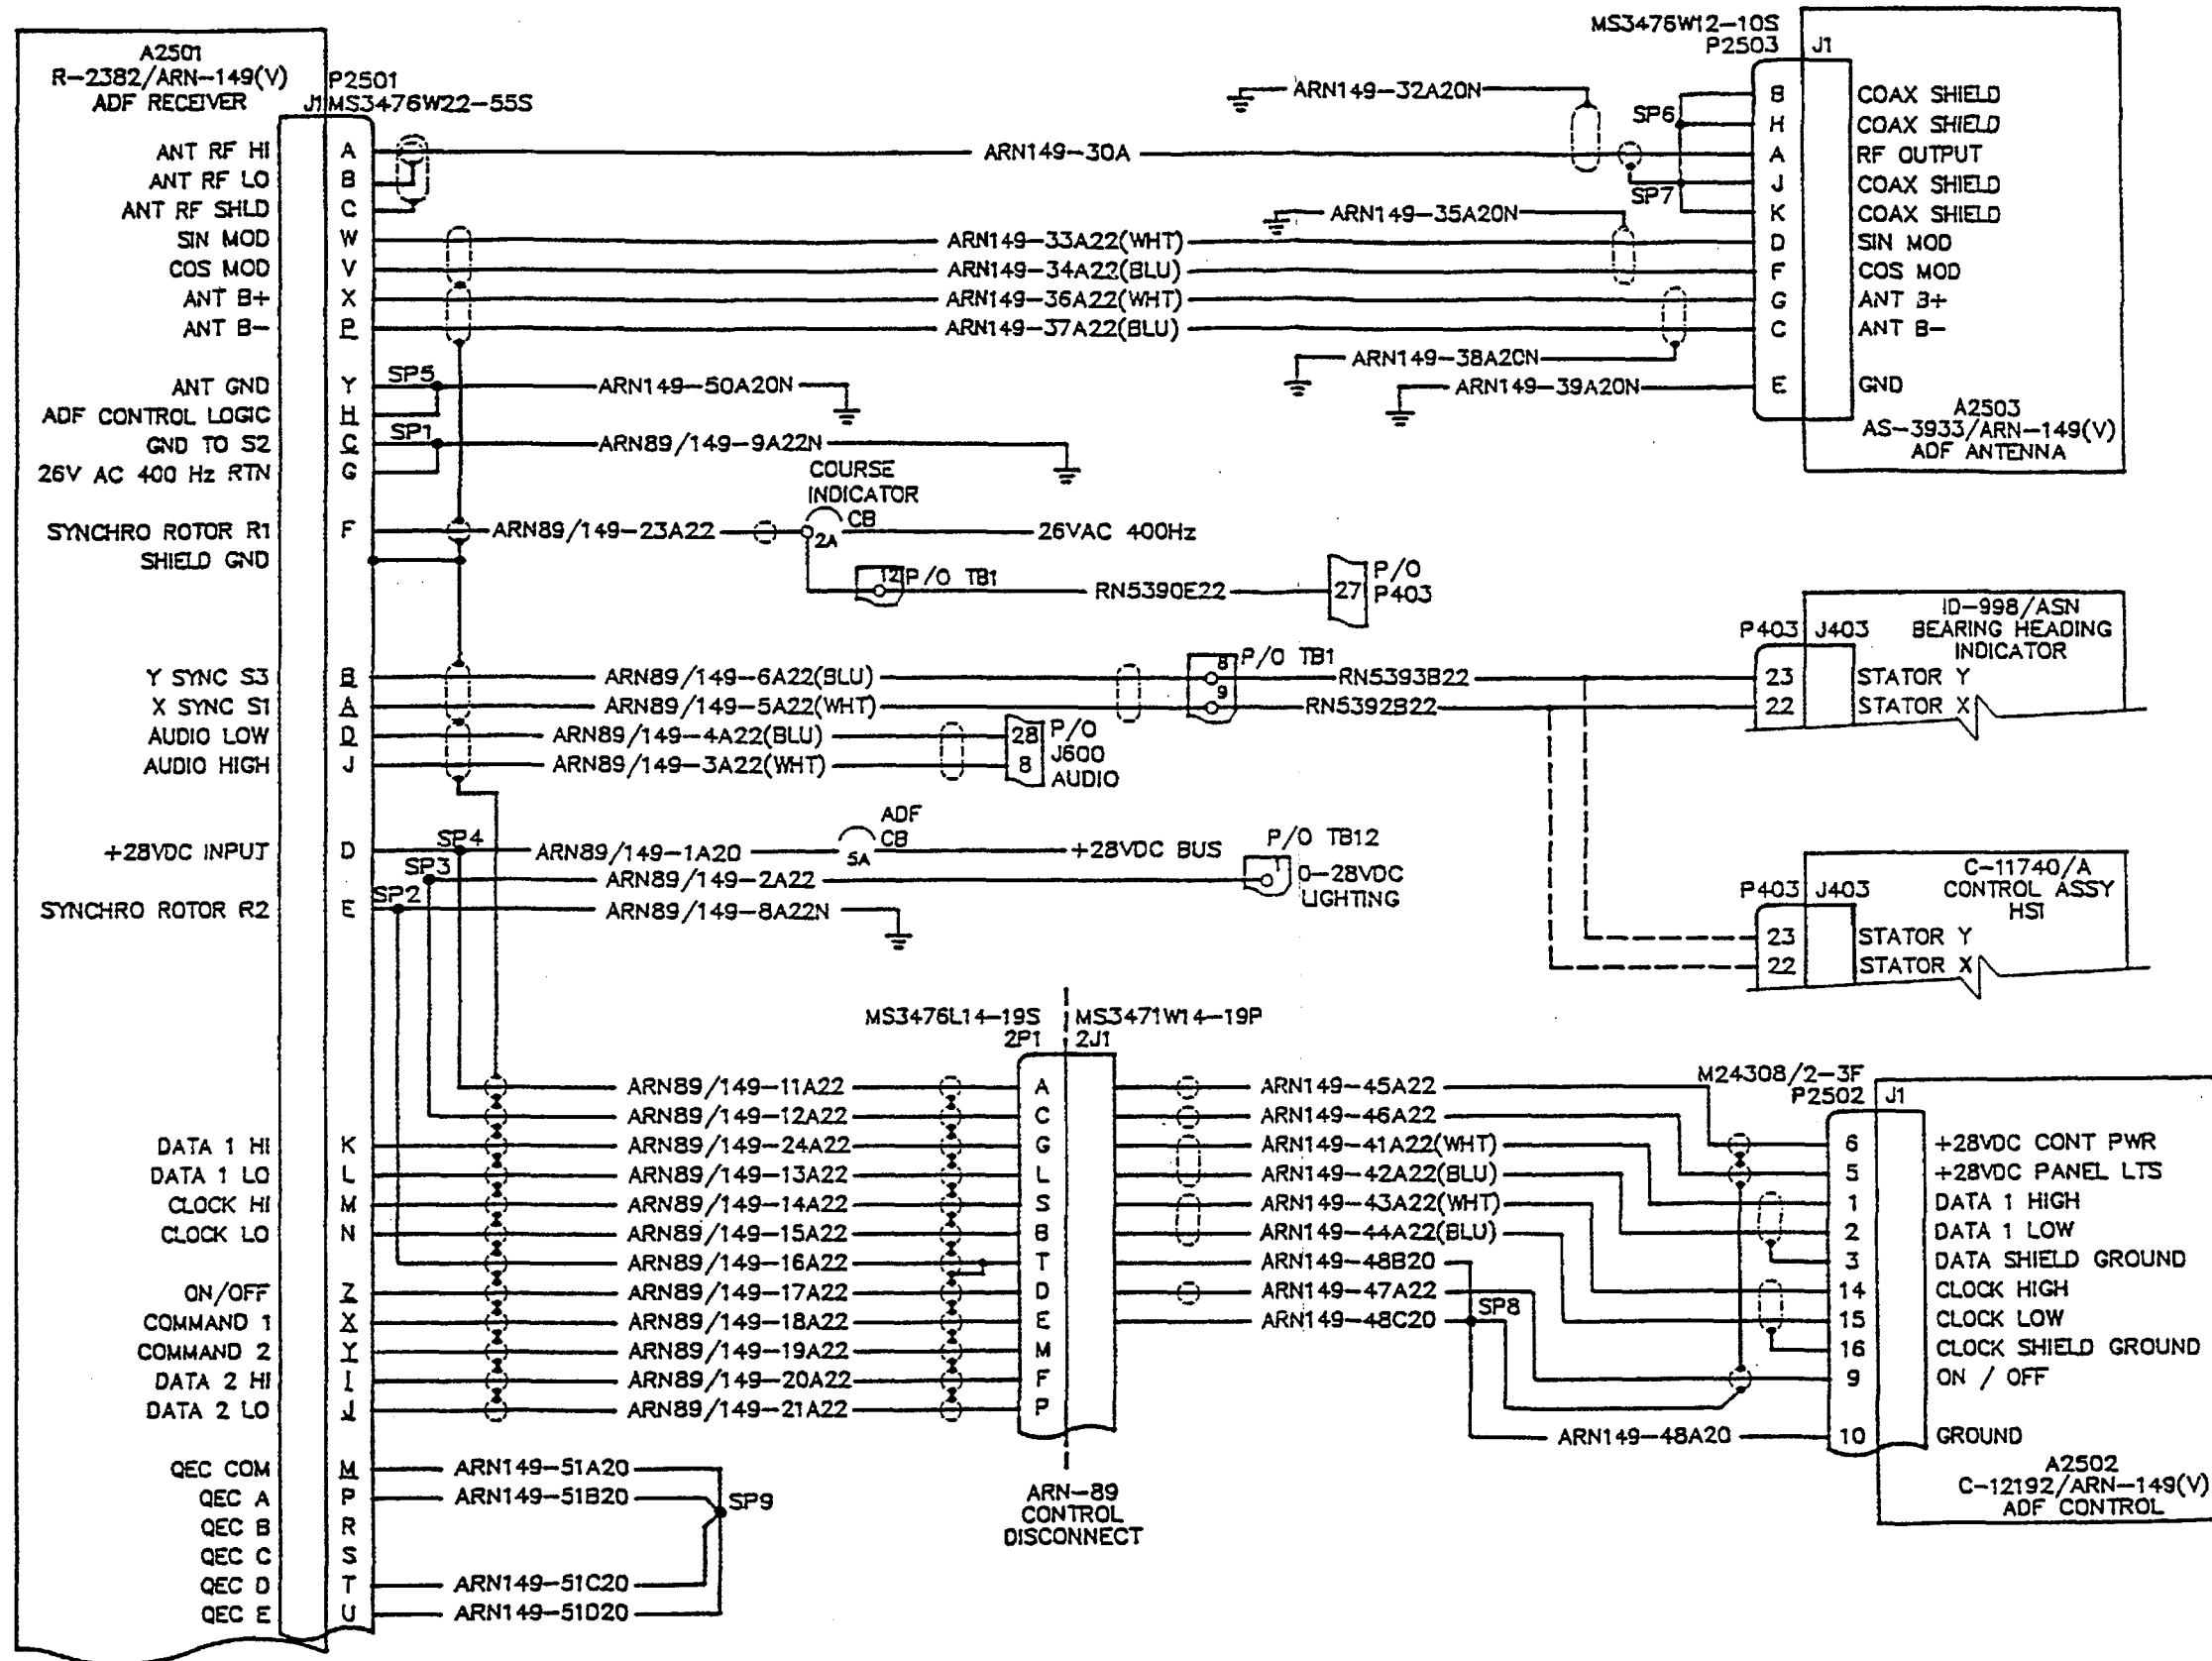 A2501
R-2382/ARN-149(V)
ADF RECEIVER
P2501
J1 MS3476W22-55S
ANT RF HI A
ANT RF LO B
ANT RF SHLD C
SIN MOD W
COS MOD V
ANT B+ X
ANT B- P
ANT GND Y
ADF CONTROL LOGIC H
GND TO S2 C
26V AC 400 Hz RTN G
SYNCHRO ROTOR R1 F
SHIELD GND
Y SYNC S3 B
X SYNC S1 A
AUDIO LOW D
AUDIO HIGH J
+28VDC INPUT D
SYNCHRO ROTOR R2 E
DATA 1 HI K
DATA 1 LO L
CLOCK HI M
CLOCK LO N
ON/OFF Z
COMMAND 1 X
COMMAND 2 Y
DATA 2 HI I
DATA 2 LO J
QEC COM M
QEC A P
QEC B R
QEC C S
QEC D T
QEC E U
ARN149-32A20N
ARN149-30A
ARN149-35A20N
ARN149-33A22(WHT)
ARN149-34A22(BLU)
ARN149-36A22(WHT)
ARN149-37A22(BLU)
ARN149-38A20N
ARN149-39A20N
SP5
ARN149-50A20N
SP1
ARN89/149-9A22N
COURSE
INDICATOR
CB
2A
ARN89/149-23A22
26VAC 400Hz
12 P/O TB1
RN5390E22
27
P/O
P403
SP6
SP7
MS3476W12-10S
P2503 J1
B COAX SHIELD
H COAX SHIELD
A RF OUTPUT
J COAX SHIELD
K COAX SHIELD
D SIN MOD
F COS MOD
G ANT B+
C ANT B-
E GND
A2503
AS-3933/ARN-149(V)
ADF ANTENNA
ARN89/149-6A22(BLU)
ARN89/149-5A22(WHT)
8 P/O TB1
9
RN5393B22
RN5392B22
ID-998/ASN
BEARING HEADING
INDICATOR
P403 J403
23 STATOR Y
22 STATOR X
ARN89/149-4A22(BLU)
ARN89/149-3A22(WHT)
28
8
P/O
J600
AUDIO
SP4
ARN89/149-1A20
ADF
CB
5A
+28VDC BUS
SP3
ARN89/149-2A22
P/O TB12
1
0-28VDC
LIGHTING
SP2
ARN89/149-8A22N
C-11740/A
CONTROL ASSY
HSI
P403 J403
23 STATOR Y
22 STATOR X
MS3476L14-19S
2P1
MS3471W14-19P
2J1
ARN89/149-11A22 A ARN149-45A22
ARN89/149-12A22 C ARN149-46A22
ARN89/149-24A22 G ARN149-41A22(WHT)
ARN89/149-13A22 L ARN149-42A22(BLU)
ARN89/149-14A22 S ARN149-43A22(WHT)
ARN89/149-15A22 B ARN149-44A22(BLU)
ARN89/149-16A22 T ARN149-48B20
ARN89/149-17A22 D ARN149-47A22
ARN89/149-18A22 E ARN149-48C20
SP8
ARN89/149-19A22 M
ARN89/149-20A22 F
ARN89/149-21A22 P
ARN149-48A20
ARN-89
CONTROL
DISCONNECT
M24308/2-3F
P2502 J1
6 +28VDC CONT PWR
5 +28VDC PANEL LTS
1 DATA 1 HIGH
2 DATA 1 LOW
3 DATA SHIELD GROUND
14 CLOCK HIGH
15 CLOCK LOW
16 CLOCK SHIELD GROUND
9 ON / OFF
10 GROUND
A2502
C-12192/ARN-149(V)
ADF CONTROL
ARN149-51A20
ARN149-51B20
SP9
ARN149-51C20
ARN149-51D20